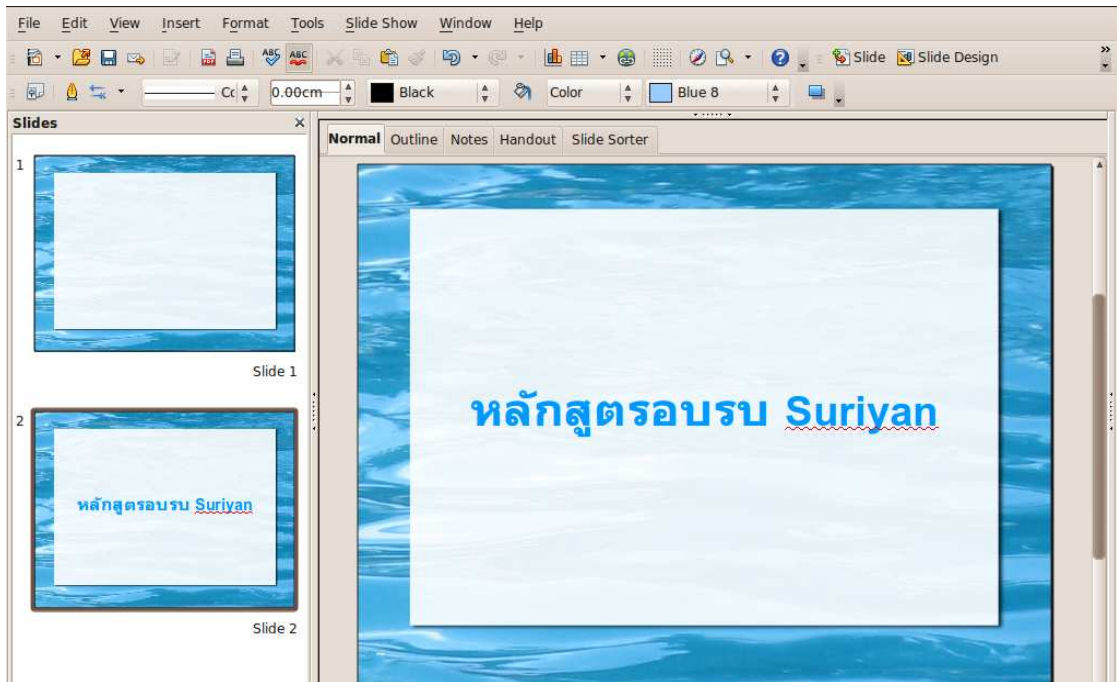 File Edit View Insert Format Tools Slide Show Window Help
Slide Slide Design
0.00cm Black Color Blue 8
Slides
Normal Outline Notes Handout Slide Sorter
1
Slide 1
2
หลักสูตรอบรบ Suriyan
Slide 2
หลักสูตรอบรบ Suriyan